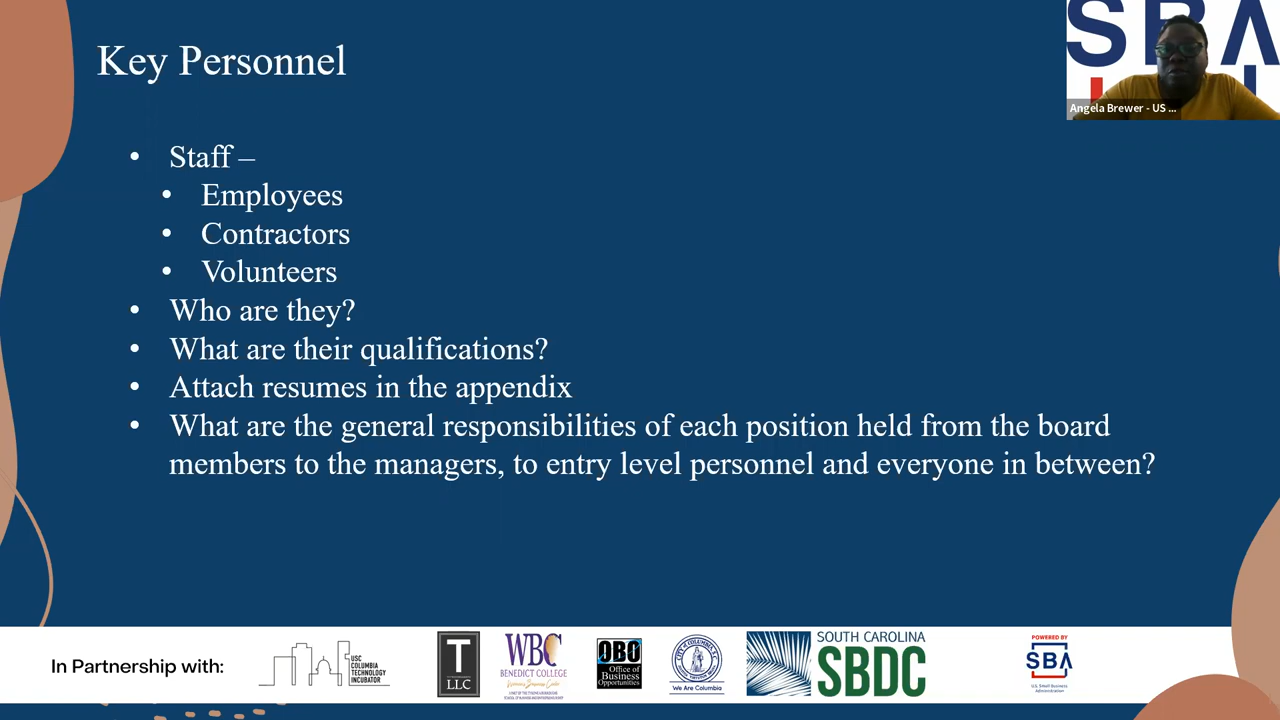 Key Personnel
SBA
Angela Brewer - US ...
• Staff –
• Employees
• Contractors
• Volunteers
• Who are they?
• What are their qualifications?
• Attach resumes in the appendix
• What are the general responsibilities of each position held from the board
members to the managers, to entry level personnel and everyone in between?
In Partnership with:
USC
COLUMBIA
TECHNOLOGY
INCUBATOR
T
LLC
WBC
BENEDICT COLLEGE
Women's Business Center
OBO
Office of
Business
Opportunities
We Are Columbia
SOUTH CAROLINA
SBDC
POWERED BY
SBA
U.S. Small Business
Administration